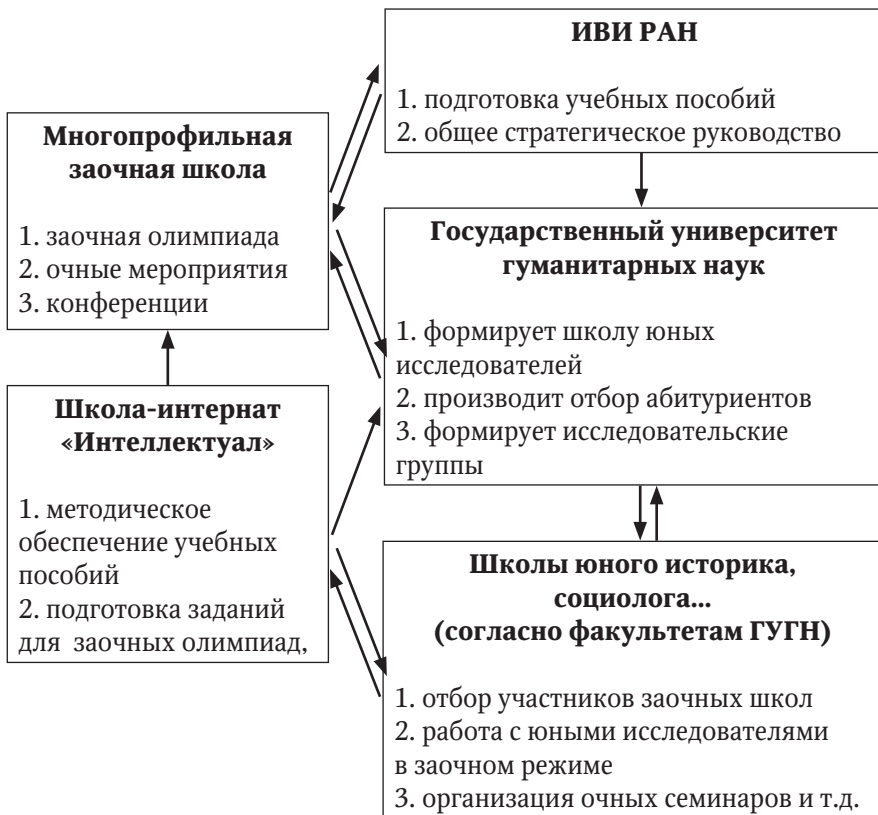 ИВИ РАН
1. подготовка учебных пособий
2. общее стратегическое руководство
Многопрофильная
заочная школа
1. заочная олимпиада
2. очные мероприятия
3. конференции
Государственный университет
гуманитарных наук
1. формирует школу юных
исследователей
2. производит отбор абитуриентов
3. формирует исследовательские
группы
Школа-интернат
«Интеллектуал»
1. методическое
обеспечение учебных
пособий
2. подготовка заданий
для заочных олимпиад,
Школы юного историка,
социолога...
(согласно факультетам ГУГН)
1. отбор участников заочных школ
2. работа с юными исследователями
в заочном режиме
3. организация очных семинаров и т.д.